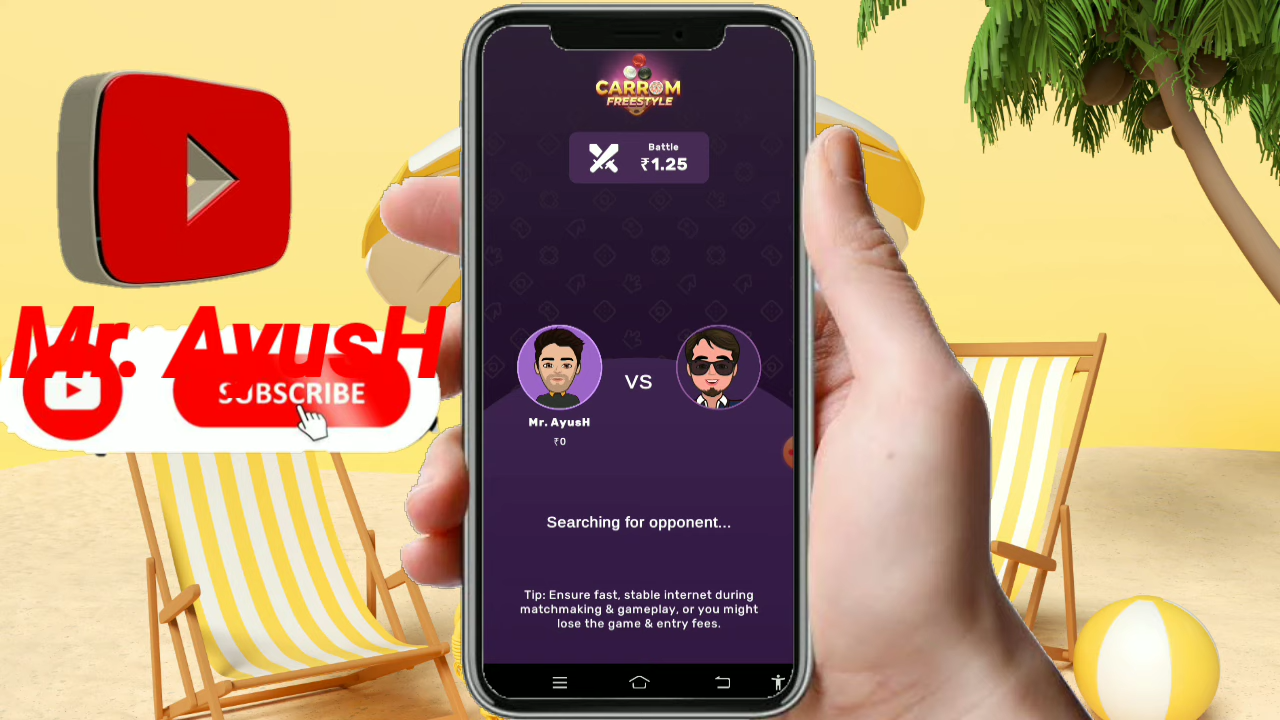 CARROM
FREESTYLE
Battle
₹1.25
Mr. AyusH
SUBSCRIBE
VS
Mr. AyusH
₹0
Searching for opponent...
Tip: Ensure fast, stable internet during
matchmaking & gameplay, or you might
lose the game & entry fees.